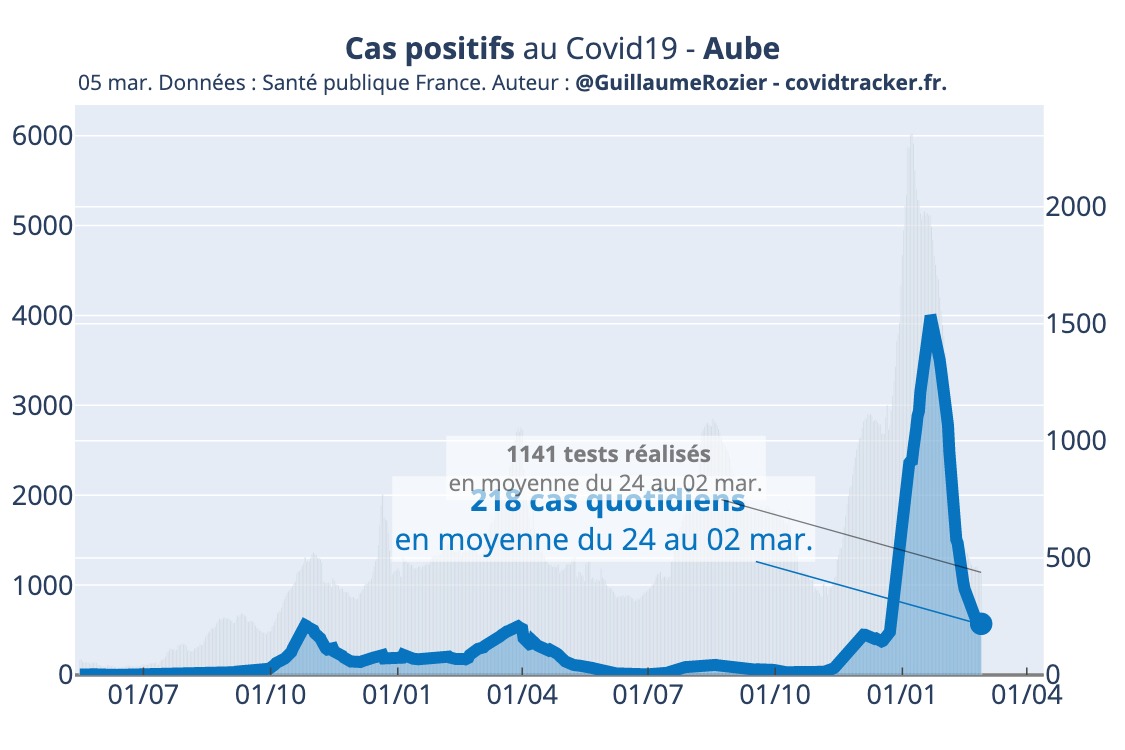 Cas positifs au Covid19 - Aube
05 mar. Données : Santé publique France. Auteur : @GuillaumeRozier - covidtracker.fr.
6000
5000
4000
3000
2000
1000
0
2000
1500
1000
500
0
1141 tests réalisés
en moyenne du 24 au 02 mar.
218 cas quotidiens
en moyenne du 24 au 02 mar.
01/07 01/10 01/01 01/04 01/07 01/10 01/01 01/04